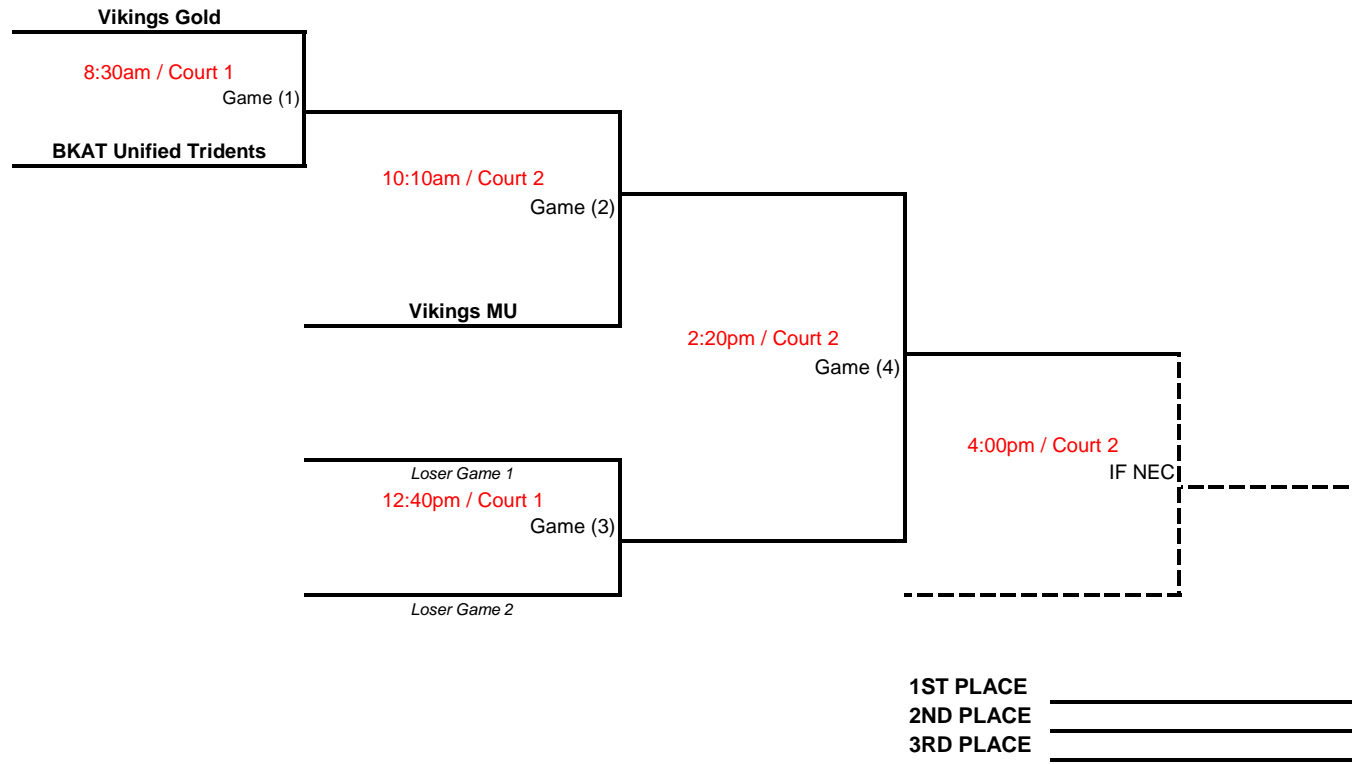 Vikings Gold
8:30am / Court 1
Game (1)
BKAT Unified Tridents
10:10am / Court 2
Game (2)
Vikings MU
2:20pm / Court 2
Game (4)
4:00pm / Court 2
IF NEC
Loser Game 1
12:40pm / Court 1
Game (3)
Loser Game 2
1ST PLACE
2ND PLACE
3RD PLACE